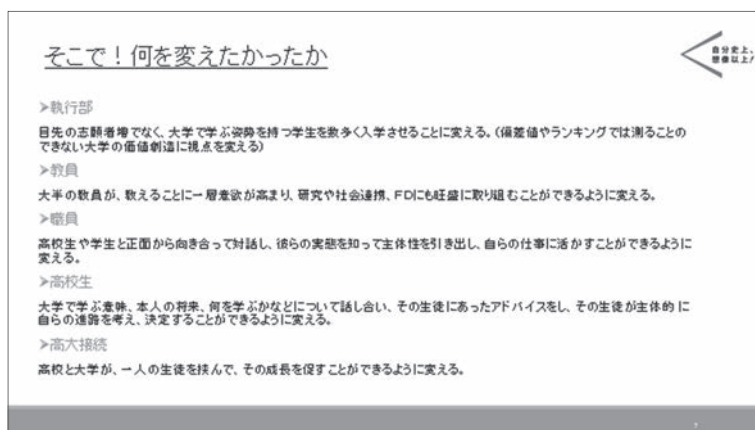 そこで！何を変えたかったか
自分史上、
想像以上！
➢執行部
目先の志願者増でなく、大学で学ぶ姿勢を持つ学生を数多く入学させることに変える。（偏差値やランキングでは測ることの
できない大学の価値創造に視点を変える）
➢教員
大半の教員が、教えることに一層意欲が高まり、研究や社会連携、FDにも旺盛に取り組むことができるように変える。
➢職員
高校生や学生と正面から向き合って対話し、彼らの実態を知って主体性を引き出し、自らの仕事に活かすことができるように
変える。
➢高校生
大学で学ぶ意味、本人の将来、何を学ぶかなどについて話し合い、その生徒にあったアドバイスをし、その生徒が主体的に
自らの進路を考え、決定することができるように変える。
➢高大接続
高校と大学が、一人の生徒を挟んで、その成長を促すことができるように変える。